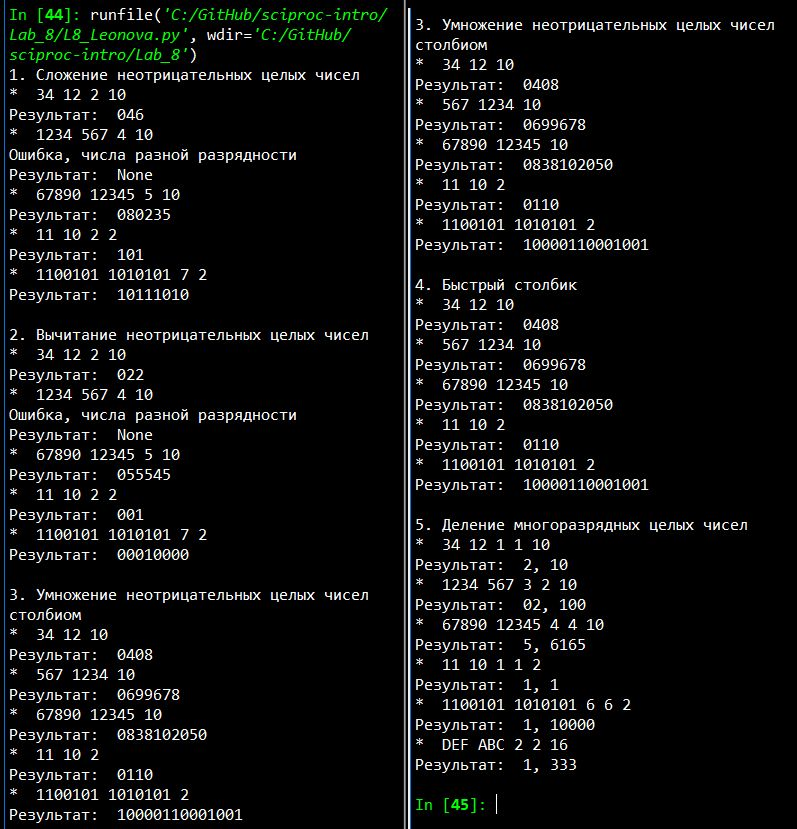 In [44]: runfile('C:/GitHub/sciproc-intro/
Lab_8/L8_Leonova.py', wdir='C:/GitHub/
sciproc-intro/Lab_8')
1. Сложение неотрицательных целых чисел
*  34 12 2 10
Результат:  046
*  1234 567 4 10
Ошибка, числа разной разрядности
Результат:  None
*  67890 12345 5 10
Результат:  080235
*  11 10 2 2
Результат:  101
*  1100101 1010101 7 2
Результат:  10111010

2. Вычитание неотрицательных целых чисел
*  34 12 2 10
Результат:  022
*  1234 567 4 10
Ошибка, числа разной разрядности
Результат:  None
*  67890 12345 5 10
Результат:  055545
*  11 10 2 2
Результат:  001
*  1100101 1010101 7 2
Результат:  00010000

3. Умножение неотрицательных целых чисел
столбиом
*  34 12 10
Результат:  0408
*  567 1234 10
Результат:  0699678
*  67890 12345 10
Результат:  0838102050
*  11 10 2
Результат:  0110
*  1100101 1010101 2
Результат:  10000110001001

3. Умножение неотрицательных целых чисел
столбиом
*  34 12 10
Результат:  0408
*  567 1234 10
Результат:  0699678
*  67890 12345 10
Результат:  0838102050
*  11 10 2
Результат:  0110
*  1100101 1010101 2
Результат:  10000110001001

4. Быстрый столбик
*  34 12 10
Результат:  0408
*  567 1234 10
Результат:  0699678
*  67890 12345 10
Результат:  0838102050
*  11 10 2
Результат:  0110
*  1100101 1010101 2
Результат:  10000110001001

5. Деление многоразрядных целых чисел
*  34 12 1 1 10
Результат:  2, 10
*  1234 567 3 2 10
Результат:  02, 100
*  67890 12345 4 4 10
Результат:  5, 6165
*  11 10 1 1 2
Результат:  1, 1
*  1100101 1010101 6 6 2
Результат:  1, 10000
*  DEF ABC 2 2 16
Результат:  1, 333

In [45]: